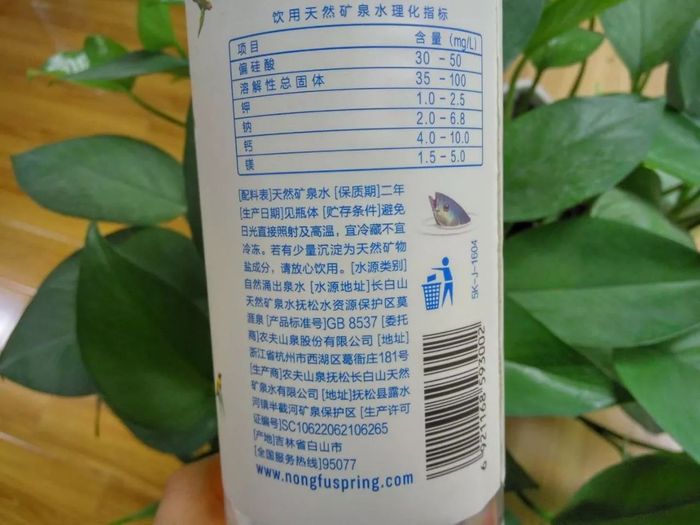 饮用天然矿泉水理化指标
项目 含量 (mg/L)
偏硅酸 30 - 50
溶解性总固体 35 - 100
钾 1.0 - 2.5
钠 2.0 - 6.8
钙 4.0 - 10.0
镁 1.5 - 5.0
[配料表]天然矿泉水 [保质期]二年
[生产日期]见瓶体 [贮存条件]避免
日光直接照射及高温，宜冷藏不宜
冷冻。若有少量沉淀为天然矿物
盐成分，请放心饮用。[水源类别]
自然涌出泉水 [水源地址]长白山
天然矿泉水抚松水资源保护区莫
涯泉 [产品标准号]GB 8537 [委托
商]农夫山泉股份有限公司 [地址]
浙江省杭州市西湖区葛衙庄181号
[生产商]农夫山泉抚松长白山天然
矿泉水有限公司 [地址]抚松县露水
河镇半截河矿泉保护区 [生产许可
证编号]SC10622062106265
[产地]吉林省白山市
[全国服务热线]95077
www.nongfuspring.com
SK-J-1604
6 921168 593002